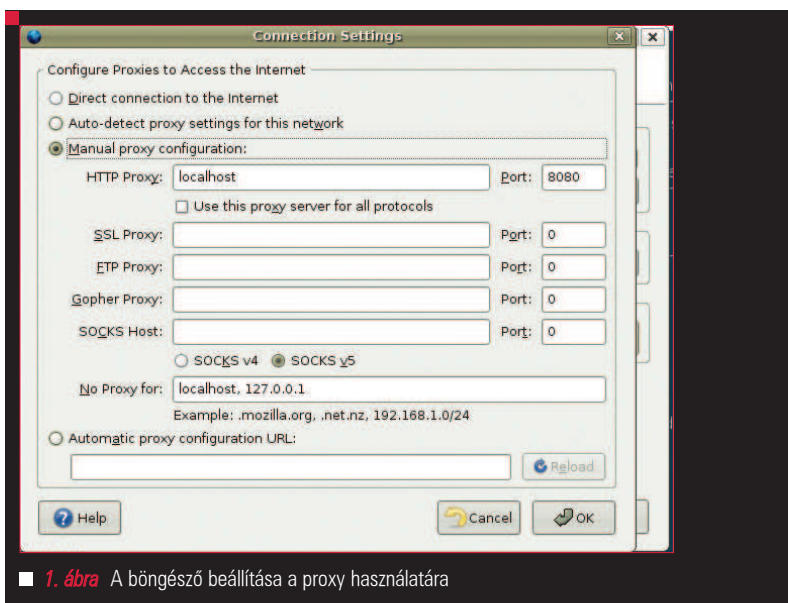 Connection Settings
Configure Proxies to Access the Internet
Direct connection to the Internet
Auto-detect proxy settings for this network
Manual proxy configuration:
HTTP Proxy: localhost Port: 8080
Use this proxy server for all protocols
SSL Proxy: Port: 0
FTP Proxy: Port: 0
Gopher Proxy: Port: 0
SOCKS Host: Port: 0
SOCKS v4 SOCKS v5
No Proxy for: localhost, 127.0.0.1
Example: .mozilla.org, .net.nz, 192.168.1.0/24
Automatic proxy configuration URL:
Reload
Help Cancel OK
1. ábra A böngésző beállítása a proxy használatára